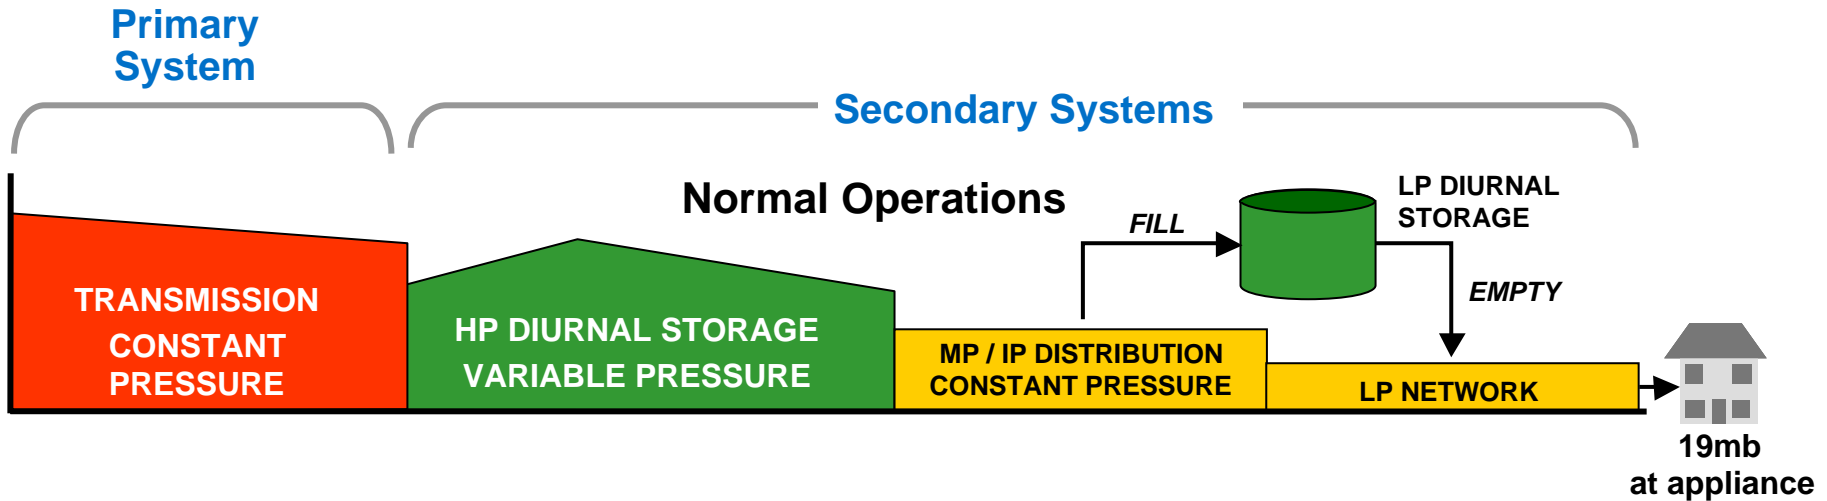 Primary
System
Secondary Systems
Normal Operations
FILL
LP DIURNAL
STORAGE
EMPTY
TRANSMISSION
CONSTANT
PRESSURE
HP DIURNAL STORAGE
VARIABLE PRESSURE
MP / IP DISTRIBUTION
CONSTANT PRESSURE
LP NETWORK
19mb
at appliance